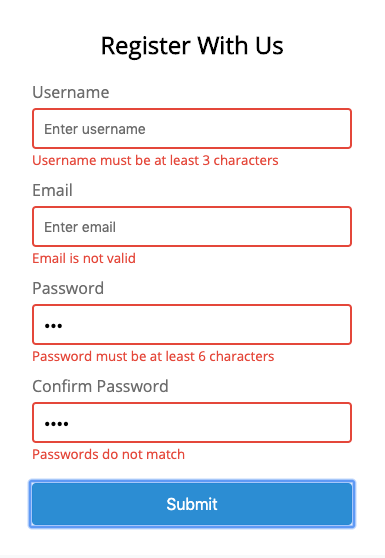 Register With Us
Username
Enter username
Username must be at least 3 characters
Email
Enter email
Email is not valid
Password
•••
Password must be at least 6 characters
Confirm Password
••••
Passwords do not match
Submit